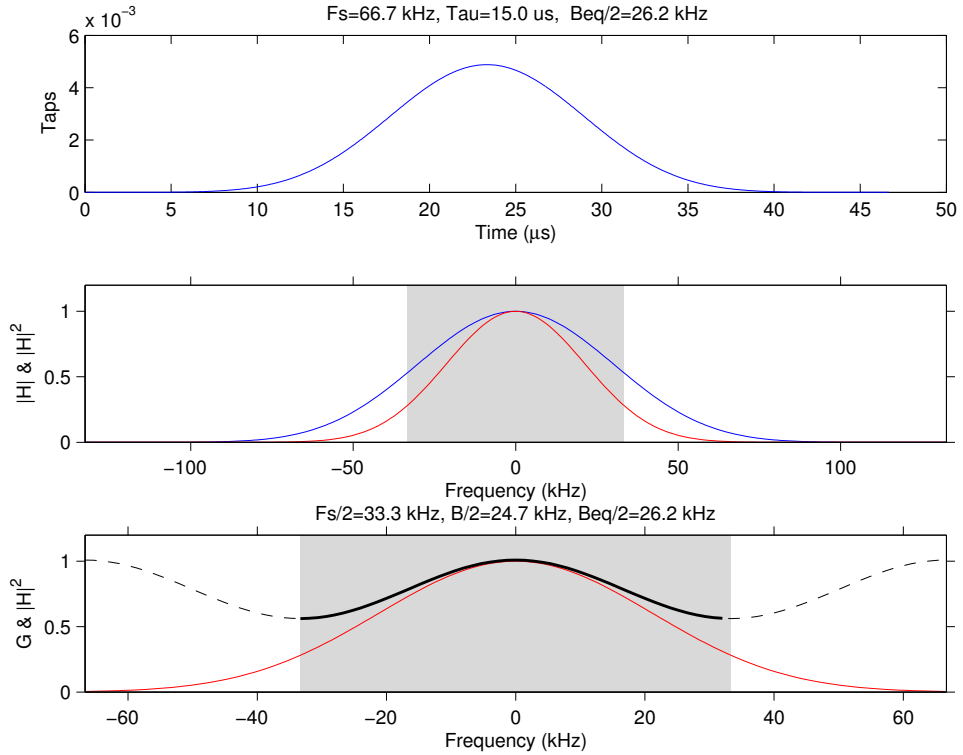 Fs=66.7 kHz, Tau=15.0 us,  Beq/2=26.2 kHz
x 10⁻³
6
4
2
0
Taps
0 5 10 15 20 25 30 35 40 45 50
Time (μs)
1
0.5
0
|H| & |H|²
−100 −50 0 50 100
Frequency (kHz)
Fs/2=33.3 kHz, B/2=24.7 kHz, Beq/2=26.2 kHz
1
0.5
0
G & |H|²
−60 −40 −20 0 20 40 60
Frequency (kHz)